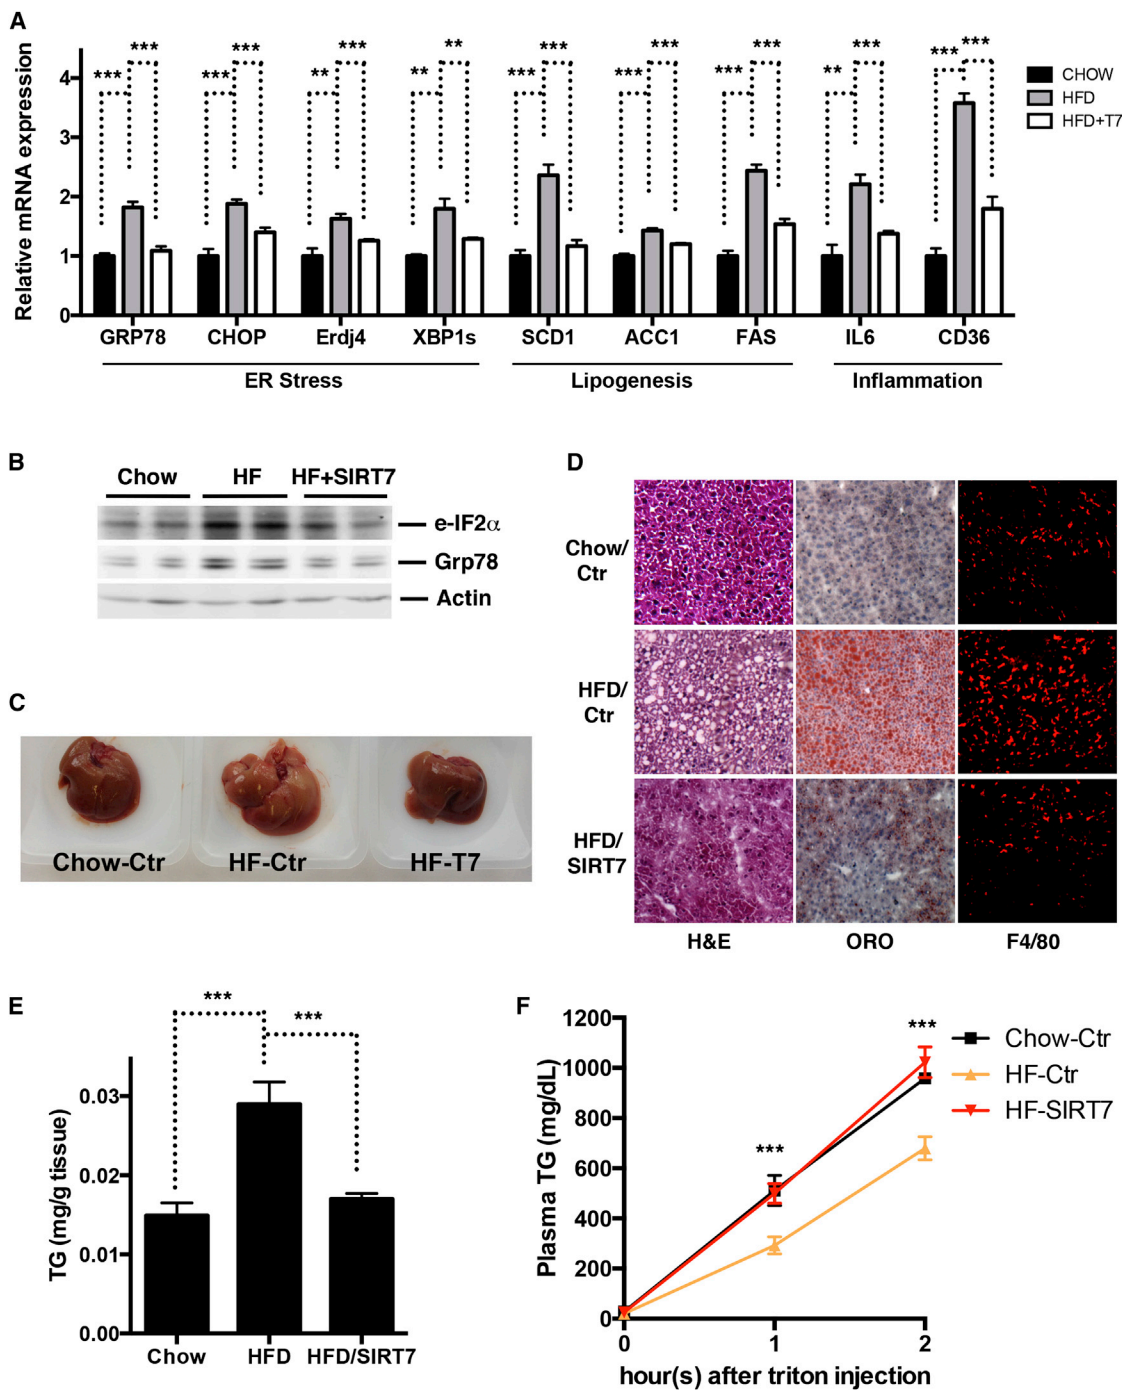 A
*** *** *** *** ** *** ** ** *** *** *** *** *** *** ** *** *** ***
Relative mRNA expression
4
3
2
1
0
CHOW
HFD
HFD+T7
GRP78 CHOP Erdj4 XBP1s SCD1 ACC1 FAS IL6 CD36
ER Stress Lipogenesis Inflammation
B
Chow HF HF+SIRT7
e-IF2α
Grp78
Actin
C
Chow-Ctr HF-Ctr HF-T7
D
Chow/
Ctr
HFD/
Ctr
HFD/
SIRT7
H&E ORO F4/80
E
***
***
TG (mg/g tissue)
0.03
0.02
0.01
0.00
Chow HFD HFD/SIRT7
F
Plasma TG (mg/dL)
1200
1000
800
600
400
200
0
***
***
Chow-Ctr
HF-Ctr
HF-SIRT7
0 1 2
hour(s) after triton injection